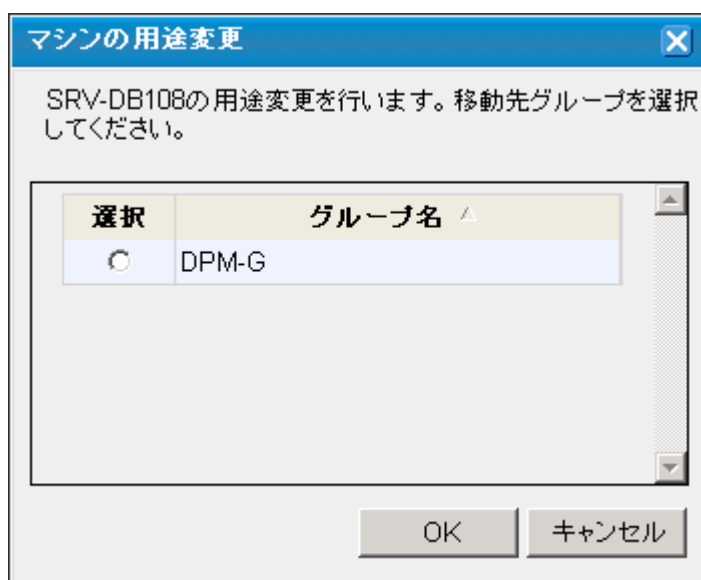 マシンの用途変更
SRV-DB108の用途変更を行います。移動先グループを選択
してください。
選択 グループ名
DPM-G
OK キャンセル